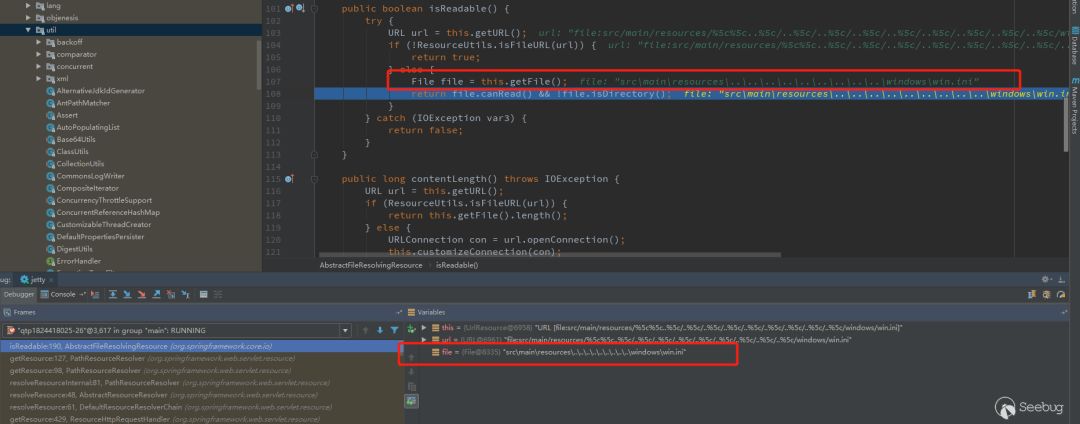 lang
objenesis
util
backoff
comparator
concurrent
xml
AlternativeJdkIdGenerator
AntPathMatcher
Assert
AutoPopulatingList
Base64Utils
ClassUtils
CollectionUtils
CommonsLogWriter
CompositeIterator
ConcurrencyThrottleSupport
ConcurrentReferenceHashMap
CustomizableThreadCreator
DefaultPropertiesPersister
DigestUtils
ErrorHandler
101 public boolean isReadable() {
102 try {
103 URL url = this.getURL(); url: "file:src/main/resources/%5c%5c..%5c/..%5c/..%5c/..%5c/..%5c/..%5c/..%5c/..%5c/..%5c/wi
104 if (!ResourceUtils.isFileURL(url)) { url: "file:src/main/resources/%5c%5c..%5c/..%5c/..%5c/..%5c/..%5c/..%5c/..%5c
105 return true;
106 } else {
107 File file = this.getFile(); file: "src\main\resources\..\..\..\..\..\..\..\..\..\windows\win.ini"
108 return file.canRead() && !file.isDirectory(); file: "src\main\resources\..\..\..\..\..\..\..\..\..\windows\win.in
109 }
110 } catch (IOException var3) {
111 return false;
112 }
113 }
114
115 public long contentLength() throws IOException {
116 URL url = this.getURL();
117 if (ResourceUtils.isFileURL(url)) {
118 return this.getFile().length();
119 } else {
120 URLConnection con = url.openConnection();
121 this.customizeConnection(con);
AbstractFileResolvingResource › isReadable()
Database
Maven Projects
bug: jetty
Debugger Console
Frames
"qtp1824418025-26"@3,617 in group "main": RUNNING
isReadable:190, AbstractFileResolvingResource (org.springframework.core.io)
getResource:127, PathResourceResolver (org.springframework.web.servlet.resource)
getResource:98, PathResourceResolver (org.springframework.web.servlet.resource)
resolveResourceInternal:81, PathResourceResolver (org.springframework.web.servlet.resource)
resolveResource:61, AbstractResourceResolver (org.springframework.web.servlet.resource)
resolveResource:48, DefaultResourceResolverChain (org.springframework.web.servlet.resource)
getResource:429, ResourceHttpRequestHandler (org.springframework.web.servlet.resource)
Variables
this = {UrlResource@6958} "URL [file:src/main/resources/%5c%5c..%5c/..%5c/..%5c/..%5c/..%5c/..%5c/..%5c/..%5c/..%5c/windows/win.ini]"
url = {URL@6961} "file:src/main/resources/%5c%5c..%5c/..%5c/..%5c/..%5c/..%5c/..%5c/..%5c/..%5c/..%5c/windows/win.ini"
file = {File@8335} "src\main\resources\..\..\..\..\..\..\..\..\..\windows\win.ini"
Seebug